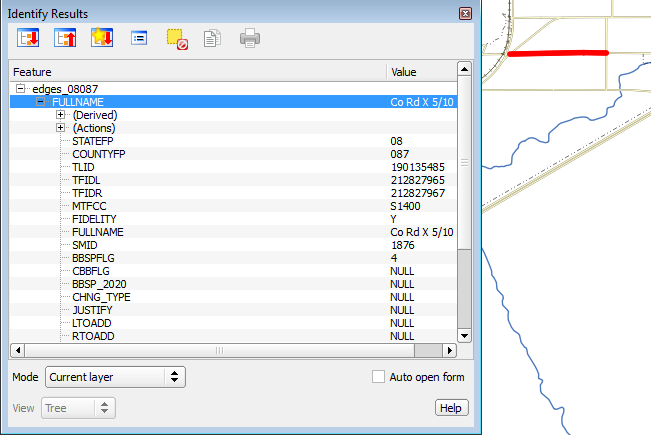 Identify Results
Feature Value
edges_08087
FULLNAME Co Rd X 5/10
(Derived)
(Actions)
STATEFP 08
COUNTYFP 087
TLID 190135485
TFIDL 212827965
TFIDR 212827967
MTFCC S1400
FIDELITY Y
FULLNAME Co Rd X 5/10
SMID 1876
BBSPFLG 4
CBBFLG NULL
BBSP_2020 NULL
CHNG_TYPE NULL
JUSTIFY NULL
LTOADD NULL
RTOADD NULL
Mode Current layer Auto open form
View Tree Help